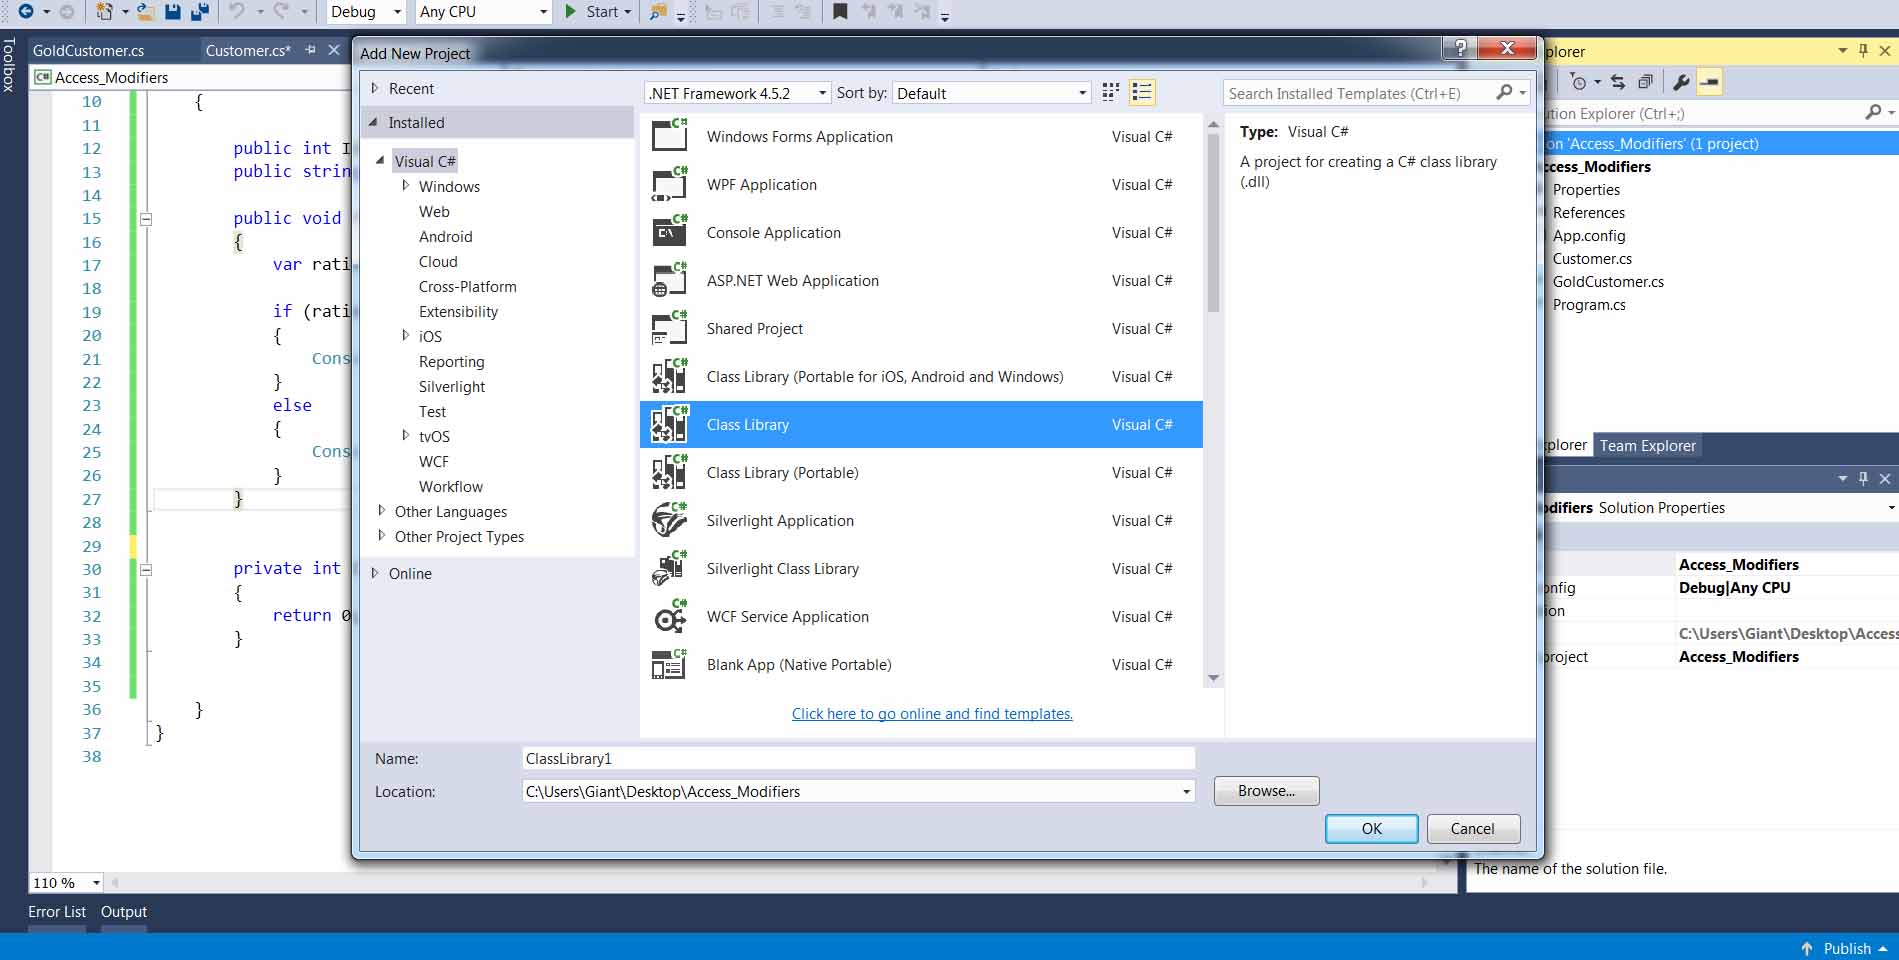 Debug
Any CPU
Start
Toolbox
GoldCustomer.cs
Customer.cs*
C# Access_Modifiers
10 {
11
12 public int I
13 public strin
14
15 public void
16 {
17 var rati
18
19 if (rati
20 {
21 Cons
22 }
23 else
24 {
25 Cons
26 }
27 }
28
29
30 private int
31 {
32 return 0
33 }
34
35
36 }
37 }
38
110 %
Error List Output
Add New Project
Recent
Installed
Visual C#
Windows
Web
Android
Cloud
Cross-Platform
Extensibility
iOS
Reporting
Silverlight
Test
tvOS
WCF
Workflow
Other Languages
Other Project Types
Online
.NET Framework 4.5.2 Sort by: Default
Search Installed Templates (Ctrl+E)
C# Windows Forms Application Visual C#
C# WPF Application Visual C#
C# Console Application Visual C#
C# ASP.NET Web Application Visual C#
C# Shared Project Visual C#
C# Class Library (Portable for iOS, Android and Windows) Visual C#
C# Class Library Visual C#
C# Class Library (Portable) Visual C#
C# Silverlight Application Visual C#
C# Silverlight Class Library Visual C#
C# WCF Service Application Visual C#
C# Blank App (Native Portable) Visual C#
Click here to go online and find templates.
Type: Visual C#
A project for creating a C# class library
(.dll)
Name: ClassLibrary1
Location: C:\Users\Giant\Desktop\Access_Modifiers
Browse...
OK Cancel
plorer
ution Explorer (Ctrl+;)
on 'Access_Modifiers' (1 project)
ccess_Modifiers
Properties
References
App.config
Customer.cs
GoldCustomer.cs
Program.cs
xplorer Team Explorer
odifiers Solution Properties
Access_Modifiers
onfig Debug|Any CPU
ion
C:\Users\Giant\Desktop\Acces
project Access_Modifiers
The name of the solution file.
Publish